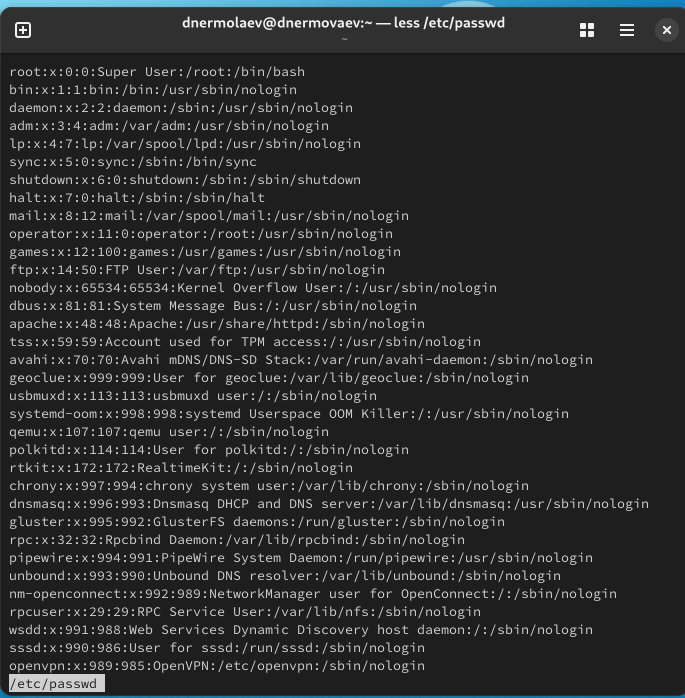 dnermolaev@dnermovaev:~ — less /etc/passwd
~
root:x:0:0:Super User:/root:/bin/bash
bin:x:1:1:bin:/bin:/usr/sbin/nologin
daemon:x:2:2:daemon:/sbin:/usr/sbin/nologin
adm:x:3:4:adm:/var/adm:/usr/sbin/nologin
lp:x:4:7:lp:/var/spool/lpd:/usr/sbin/nologin
sync:x:5:0:sync:/sbin:/bin/sync
shutdown:x:6:0:shutdown:/sbin:/sbin/shutdown
halt:x:7:0:halt:/sbin:/sbin/halt
mail:x:8:12:mail:/var/spool/mail:/usr/sbin/nologin
operator:x:11:0:operator:/root:/usr/sbin/nologin
games:x:12:100:games:/usr/games:/usr/sbin/nologin
ftp:x:14:50:FTP User:/var/ftp:/usr/sbin/nologin
nobody:x:65534:65534:Kernel Overflow User:/:/usr/sbin/nologin
dbus:x:81:81:System Message Bus:/:/usr/sbin/nologin
apache:x:48:48:Apache:/usr/share/httpd:/sbin/nologin
tss:x:59:59:Account used for TPM access:/:/usr/sbin/nologin
avahi:x:70:70:Avahi mDNS/DNS-SD Stack:/var/run/avahi-daemon:/sbin/nologin
geoclue:x:999:999:User for geoclue:/var/lib/geoclue:/sbin/nologin
usbmuxd:x:113:113:usbmuxd user:/:/sbin/nologin
systemd-oom:x:998:998:systemd Userspace OOM Killer:/:/usr/sbin/nologin
qemu:x:107:107:qemu user:/:/sbin/nologin
polkitd:x:114:114:User for polkitd:/:/sbin/nologin
rtkit:x:172:172:RealtimeKit:/:/sbin/nologin
chrony:x:997:994:chrony system user:/var/lib/chrony:/sbin/nologin
dnsmasq:x:996:993:Dnsmasq DHCP and DNS server:/var/lib/dnsmasq:/usr/sbin/nologin
gluster:x:995:992:GlusterFS daemons:/run/gluster:/sbin/nologin
rpc:x:32:32:Rpcbind Daemon:/var/lib/rpcbind:/sbin/nologin
pipewire:x:994:991:PipeWire System Daemon:/run/pipewire:/usr/sbin/nologin
unbound:x:993:990:Unbound DNS resolver:/var/lib/unbound:/sbin/nologin
nm-openconnect:x:992:989:NetworkManager user for OpenConnect:/:/sbin/nologin
rpcuser:x:29:29:RPC Service User:/var/lib/nfs:/sbin/nologin
wsdd:x:991:988:Web Services Dynamic Discovery host daemon:/:/sbin/nologin
sssd:x:990:986:User for sssd:/run/sssd:/sbin/nologin
openvpn:x:989:985:OpenVPN:/etc/openvpn:/sbin/nologin
/etc/passwd